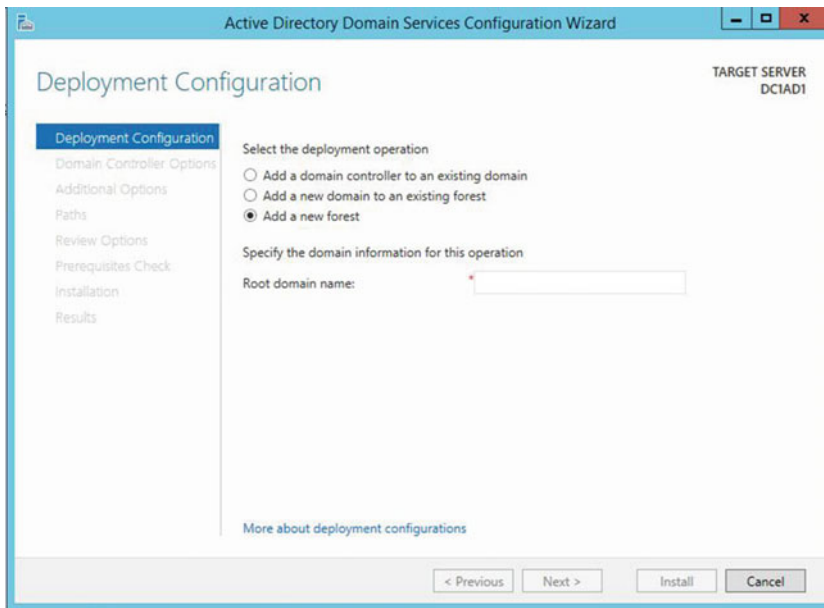 Active Directory Domain Services Configuration Wizard
Deployment Configuration
TARGET SERVER
DC1AD1
Deployment Configuration
Domain Controller Options
Additional Options
Paths
Review Options
Prerequisites Check
Installation
Results
Select the deployment operation
Add a domain controller to an existing domain
Add a new domain to an existing forest
Add a new forest
Specify the domain information for this operation
Root domain name: *
More about deployment configurations
< Previous Next > Install Cancel